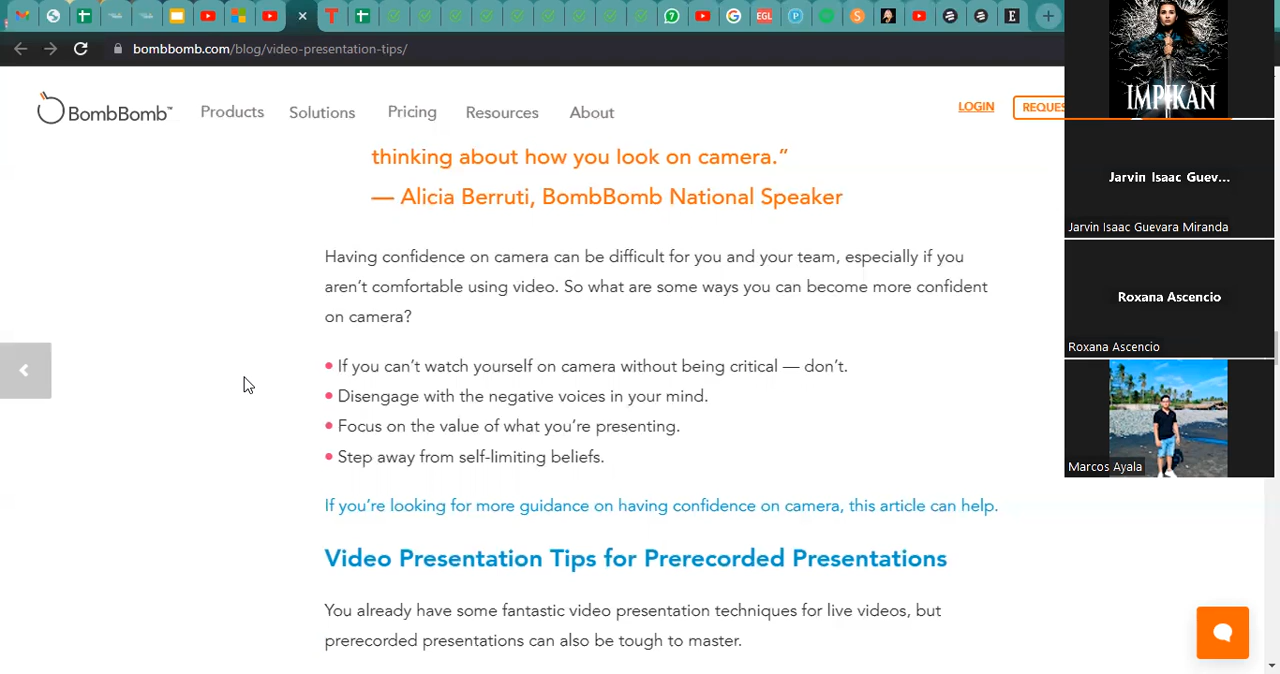 EGL
P
S
E
bombbomb.com/blog/video-presentation-tips/
BombBomb™
Products
Solutions
Pricing
Resources
About
LOGIN
REQUES
thinking about how you look on camera.”
— Alicia Berruti, BombBomb National Speaker
Having confidence on camera can be difficult for you and your team, especially if you
aren’t comfortable using video. So what are some ways you can become more confident
on camera?
• If you can’t watch yourself on camera without being critical — don’t.
• Disengage with the negative voices in your mind.
• Focus on the value of what you’re presenting.
• Step away from self-limiting beliefs.
If you’re looking for more guidance on having confidence on camera, this article can help.
Video Presentation Tips for Prerecorded Presentations
You already have some fantastic video presentation techniques for live videos, but
prerecorded presentations can also be tough to master.
IMPIKAN
Jarvin Isaac Guev...
Jarvin Isaac Guevara Miranda
Roxana Ascencio
Roxana Ascencio
Marcos Ayala